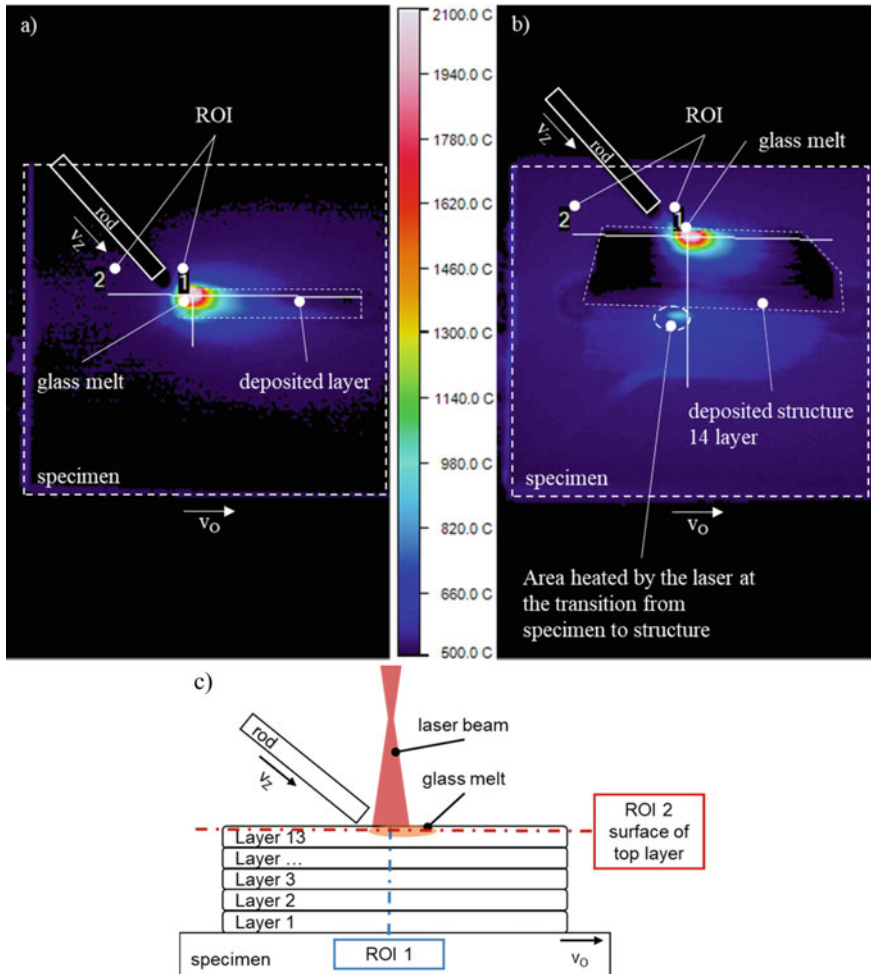 a)
ROI
rod
vZ
2
1
glass melt
deposited layer
specimen
vO
2100.0 C
1940.0 C
1780.0 C
1620.0 C
1460.0 C
1300.0 C
1140.0 C
980.0 C
820.0 C
660.0 C
500.0 C
b)
ROI
glass melt
vZ
rod
2
1
deposited structure
14 layer
specimen
vO
Area heated by the laser at
the transition from
specimen to structure
c)
rod
vZ
laser beam
glass melt
ROI 2
surface of
top layer
Layer 13
Layer ...
Layer 3
Layer 2
Layer 1
specimen
ROI 1
vO